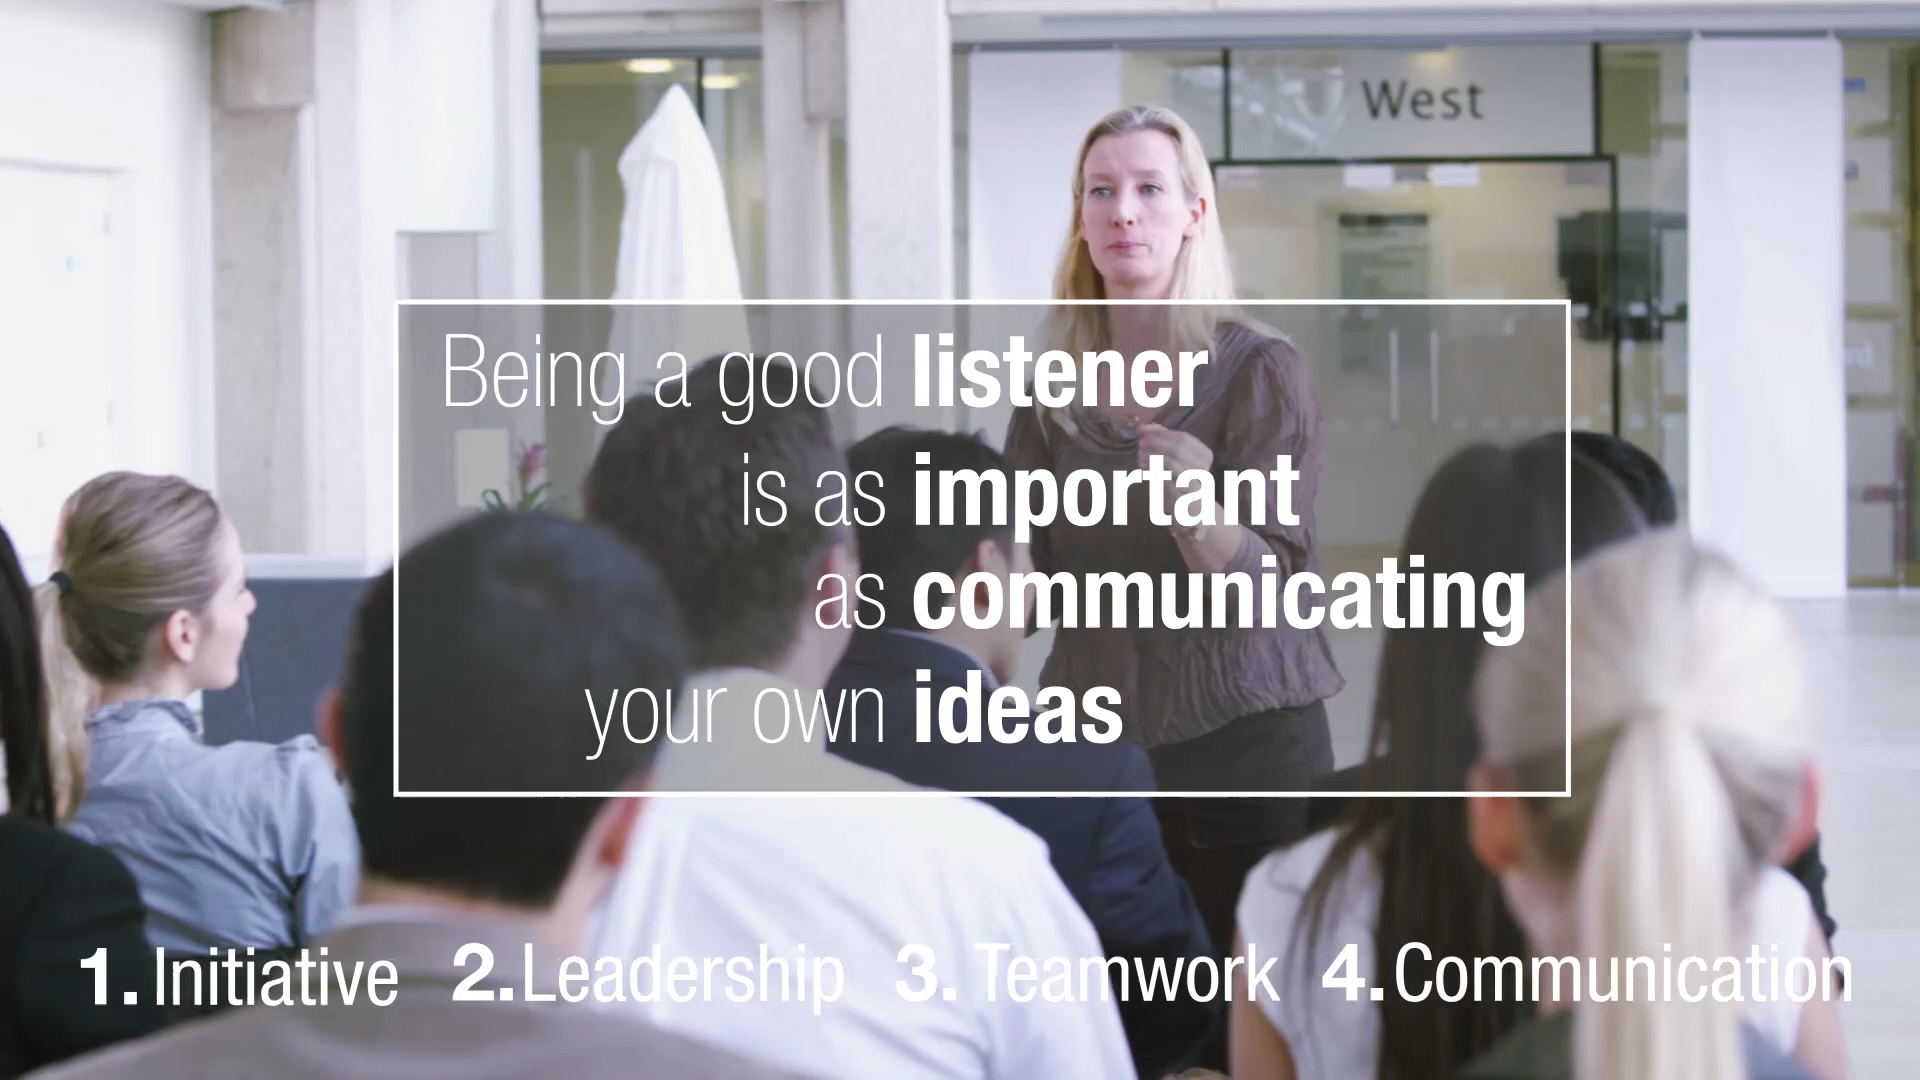 West
Being a good listener
is as important
as communicating
your own ideas
1. Initiative 2. Leadership 3. Teamwork 4. Communication